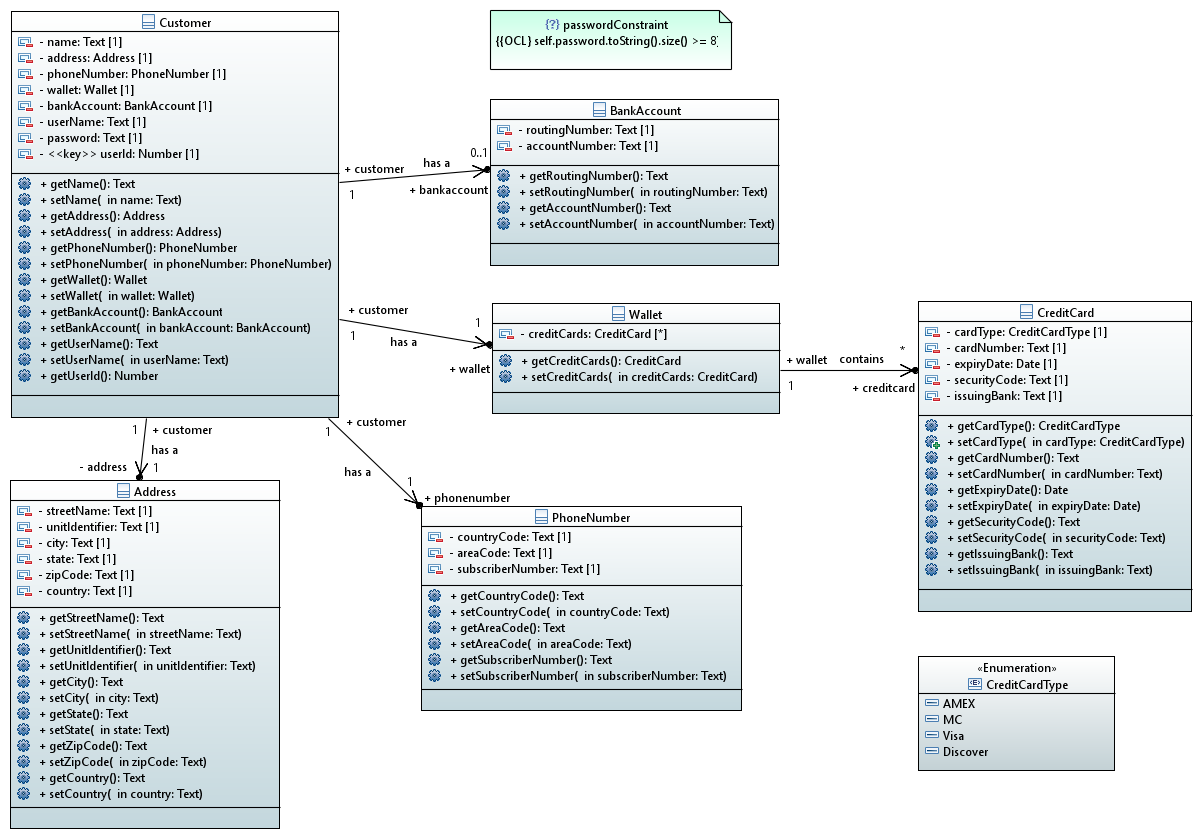 Customer
- name: Text [1]
- address: Address [1]
- phoneNumber: PhoneNumber [1]
- wallet: Wallet [1]
- bankAccount: BankAccount [1]
- userName: Text [1]
- password: Text [1]
- <<key>> userId: Number [1]
+ getName(): Text
+ setName( in name: Text)
+ getAddress(): Address
+ setAddress( in address: Address)
+ getPhoneNumber(): PhoneNumber
+ setPhoneNumber( in phoneNumber: PhoneNumber)
+ getWallet(): Wallet
+ setWallet( in wallet: Wallet)
+ getBankAccount(): BankAccount
+ setBankAccount( in bankAccount: BankAccount)
+ getUserName(): Text
+ setUserName( in userName: Text)
+ getUserId(): Number
{?} passwordConstraint
{{OCL} self.password.toString().size() >= 8}
+ customer
has a
0..1
1
+ bankaccount
BankAccount
- routingNumber: Text [1]
- accountNumber: Text [1]
+ getRoutingNumber(): Text
+ setRoutingNumber( in routingNumber: Text)
+ getAccountNumber(): Text
+ setAccountNumber( in accountNumber: Text)
+ customer
1
1
has a
+ wallet
Wallet
- creditCards: CreditCard [*]
+ getCreditCards(): CreditCard
+ setCreditCards( in creditCards: CreditCard)
+ wallet
contains
*
1
+ creditcard
CreditCard
- cardType: CreditCardType [1]
- cardNumber: Text [1]
- expiryDate: Date [1]
- securityCode: Text [1]
- issuingBank: Text [1]
+ getCardType(): CreditCardType
+ setCardType( in cardType: CreditCardType)
+ getCardNumber(): Text
+ setCardNumber( in cardNumber: Text)
+ getExpiryDate(): Date
+ setExpiryDate( in expiryDate: Date)
+ getSecurityCode(): Text
+ setSecurityCode( in securityCode: Text)
+ getIssuingBank(): Text
+ setIssuingBank( in issuingBank: Text)
1
+ customer
has a
- address
1
Address
- streetName: Text [1]
- unitIdentifier: Text [1]
- city: Text [1]
- state: Text [1]
- zipCode: Text [1]
- country: Text [1]
+ getStreetName(): Text
+ setStreetName( in streetName: Text)
+ getUnitIdentifier(): Text
+ setUnitIdentifier( in unitIdentifier: Text)
+ getCity(): Text
+ setCity( in city: Text)
+ getState(): Text
+ setState( in state: Text)
+ getZipCode(): Text
+ setZipCode( in zipCode: Text)
+ getCountry(): Text
+ setCountry( in country: Text)
+ customer
1
has a
1
+ phonenumber
PhoneNumber
- countryCode: Text [1]
- areaCode: Text [1]
- subscriberNumber: Text [1]
+ getCountryCode(): Text
+ setCountryCode( in countryCode: Text)
+ getAreaCode(): Text
+ setAreaCode( in areaCode: Text)
+ getSubscriberNumber(): Text
+ setSubscriberNumber( in subscriberNumber: Text)
«Enumeration»
CreditCardType
AMEX
MC
Visa
Discover